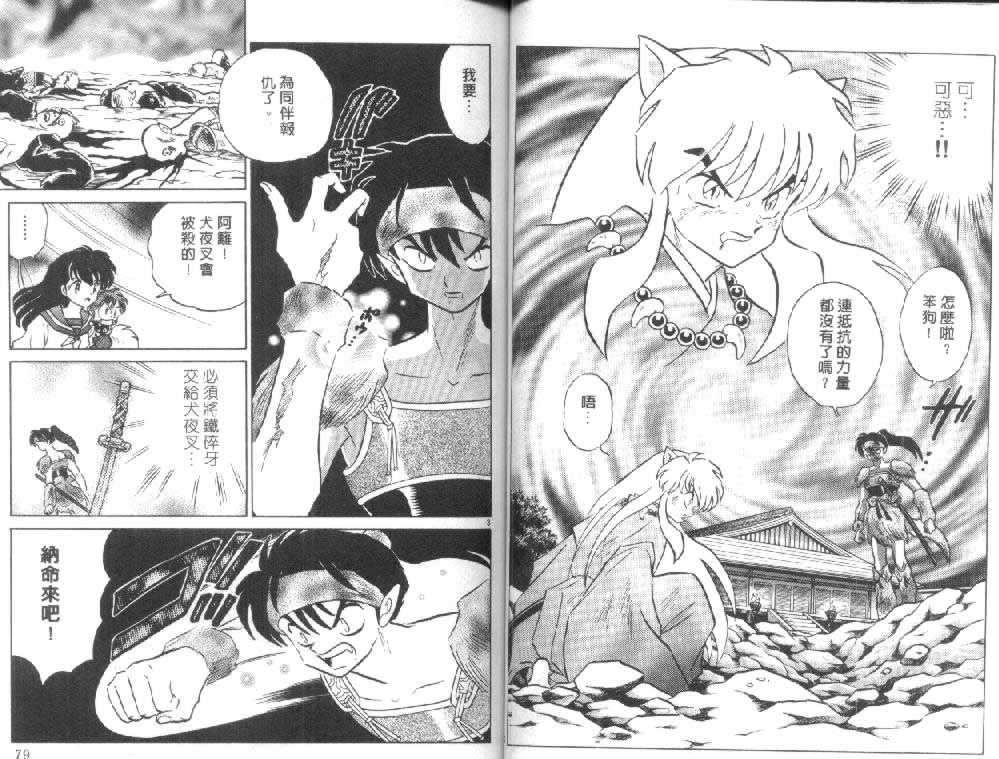 可…
可惡…!!
怎麼啦?
笨狗!
連抵抗的力量
都沒有了嗎?
唔…
我要…
為同伴報
仇了。
阿籬!
犬夜叉會
被殺的!
……
必須將鐵碎牙
交給犬夜叉…
納命來吧!
79